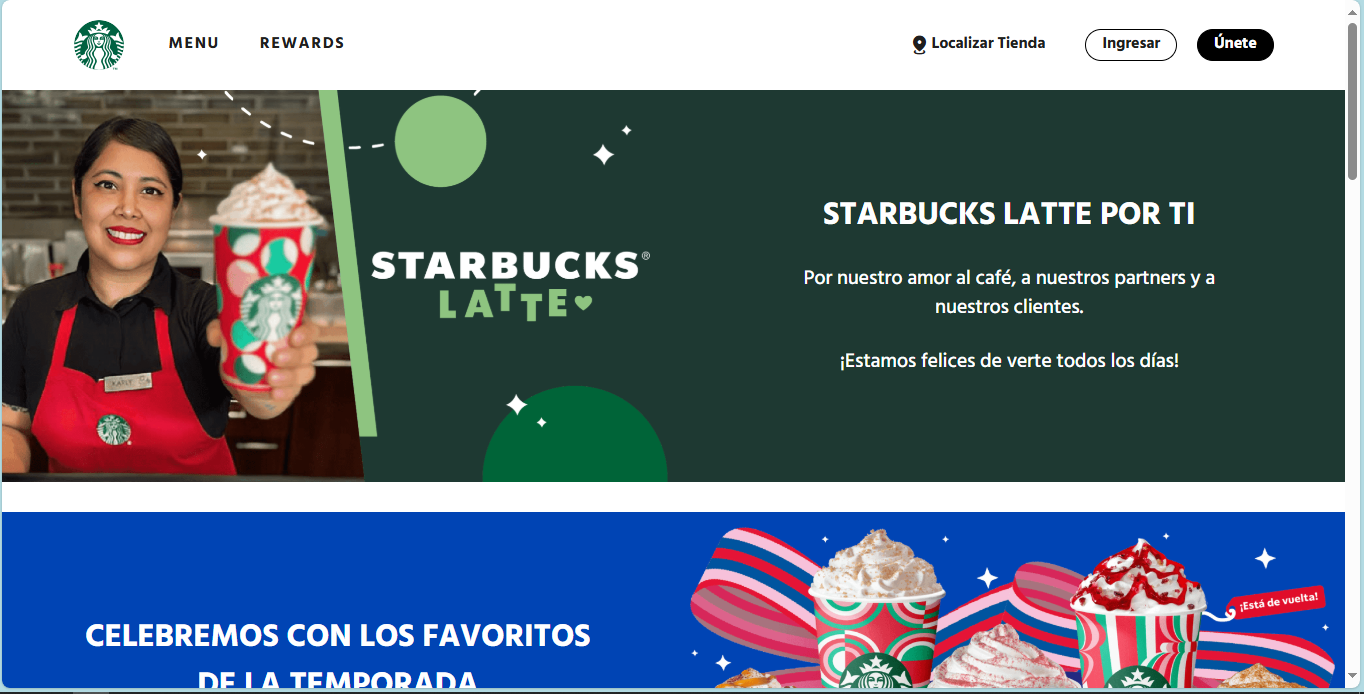 MENU
REWARDS
Localizar Tienda
Ingresar
Únete
STARBUCKS®
LATTE
KARLY
STARBUCKS LATTE POR TI
Por nuestro amor al café, a nuestros partners y a
nuestros clientes.
¡Estamos felices de verte todos los días!
CELEBREMOS CON LOS FAVORITOS
DE LA TEMPORADA
¡Está de vuelta!